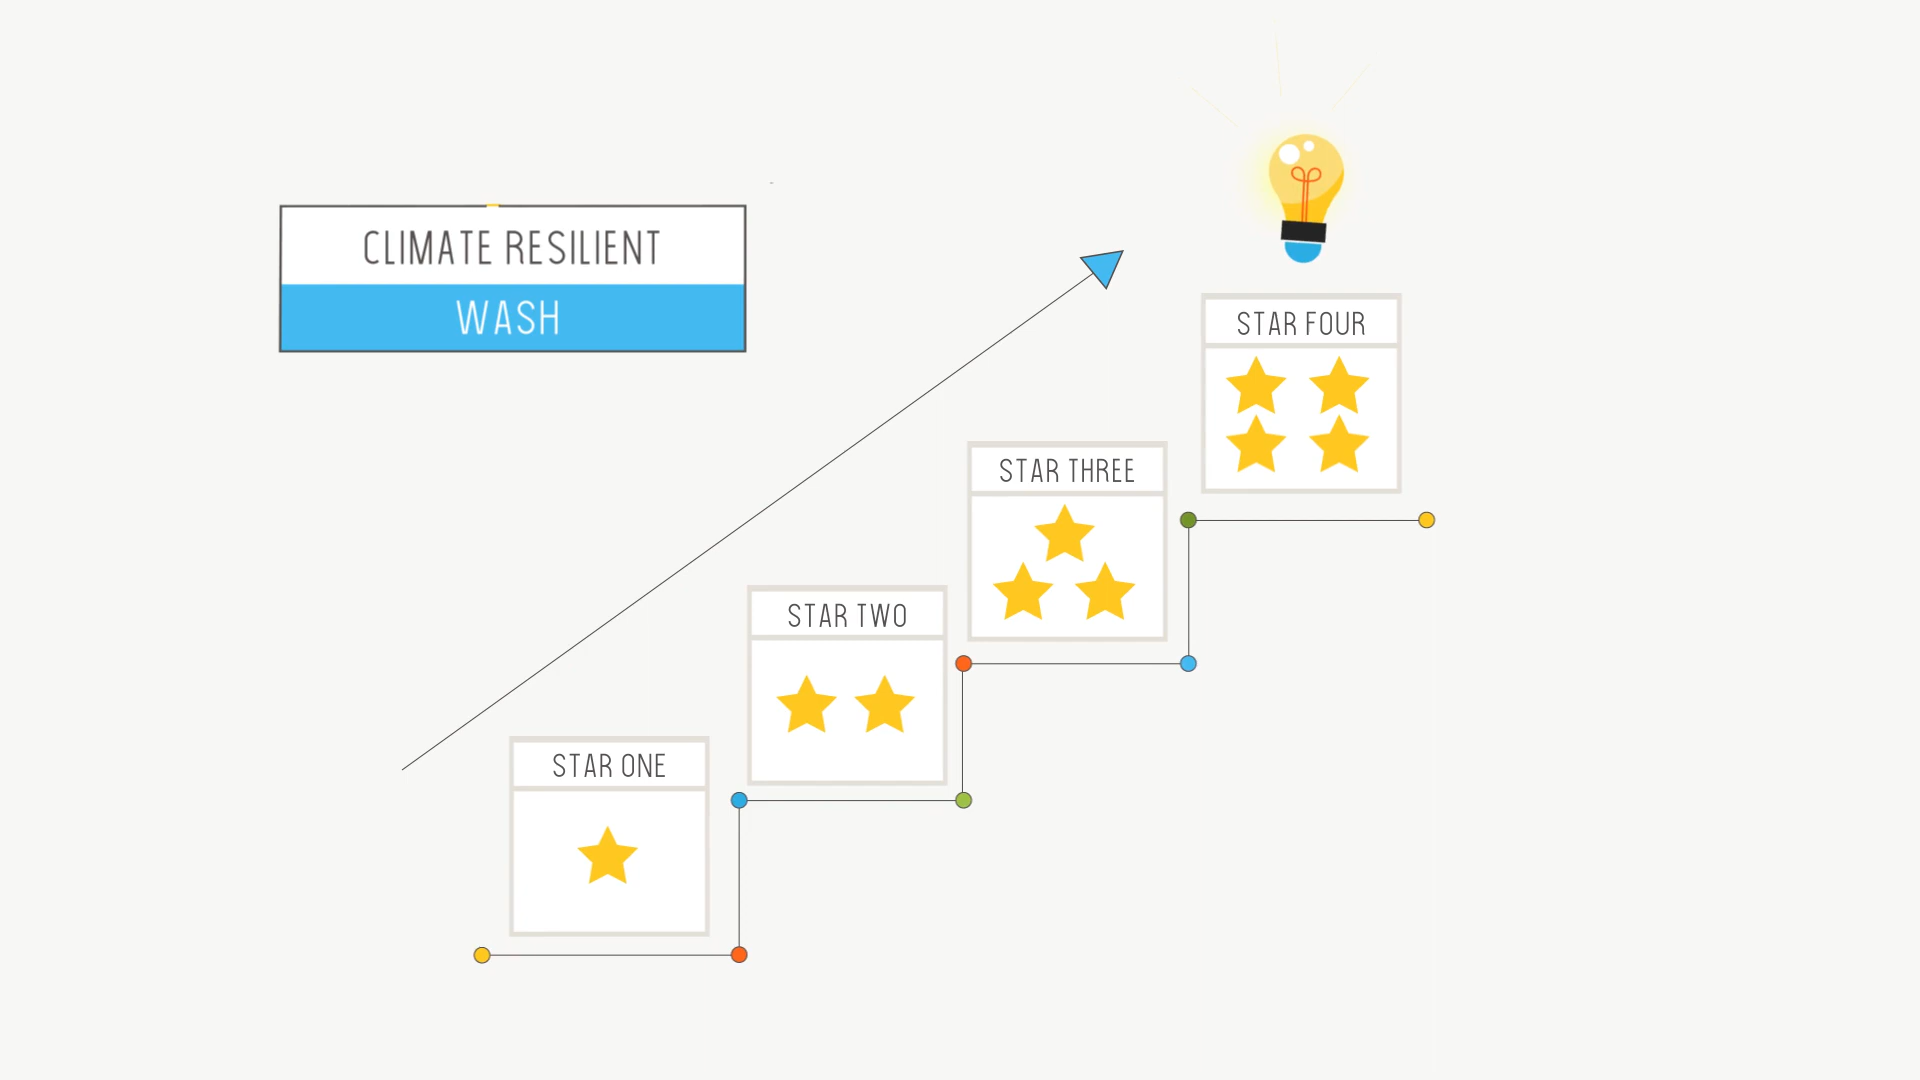 CLIMATE RESILIENT
WASH
STAR FOUR
STAR THREE
STAR TWO
STAR ONE